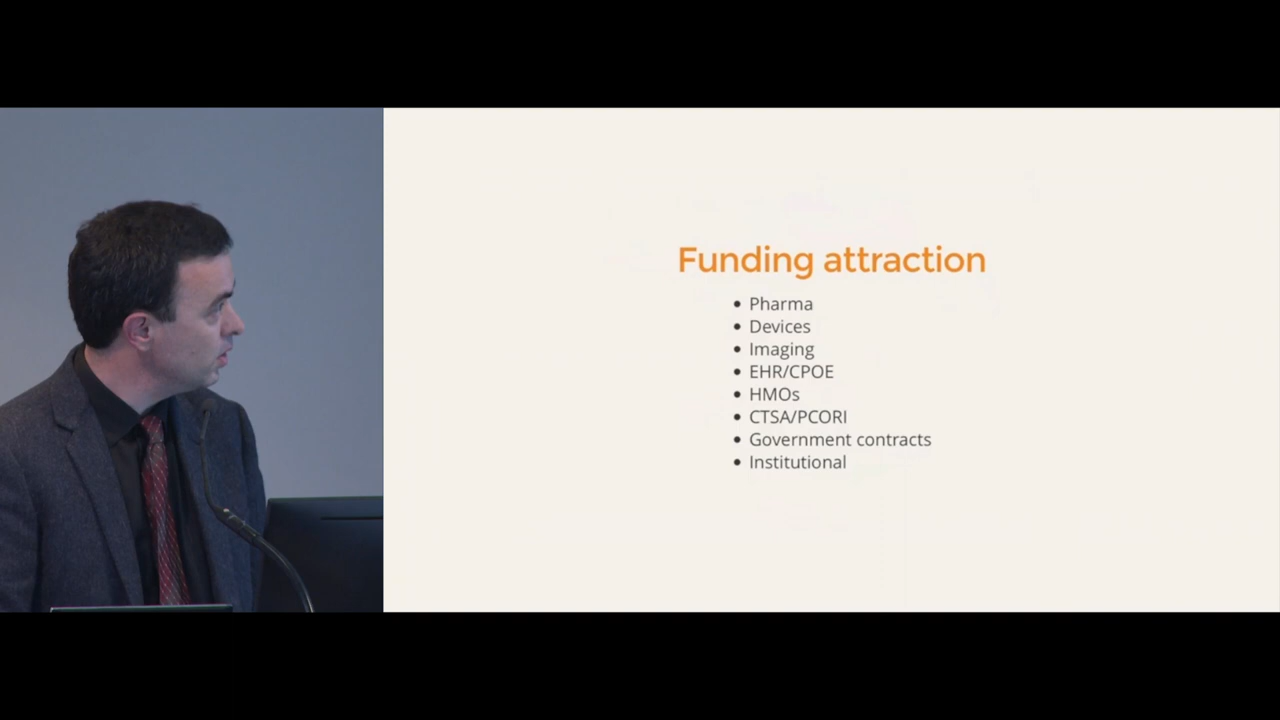 Funding attraction
• Pharma
• Devices
• Imaging
• EHR/CPOE
• HMOs
• CTSA/PCORI
• Government contracts
• Institutional